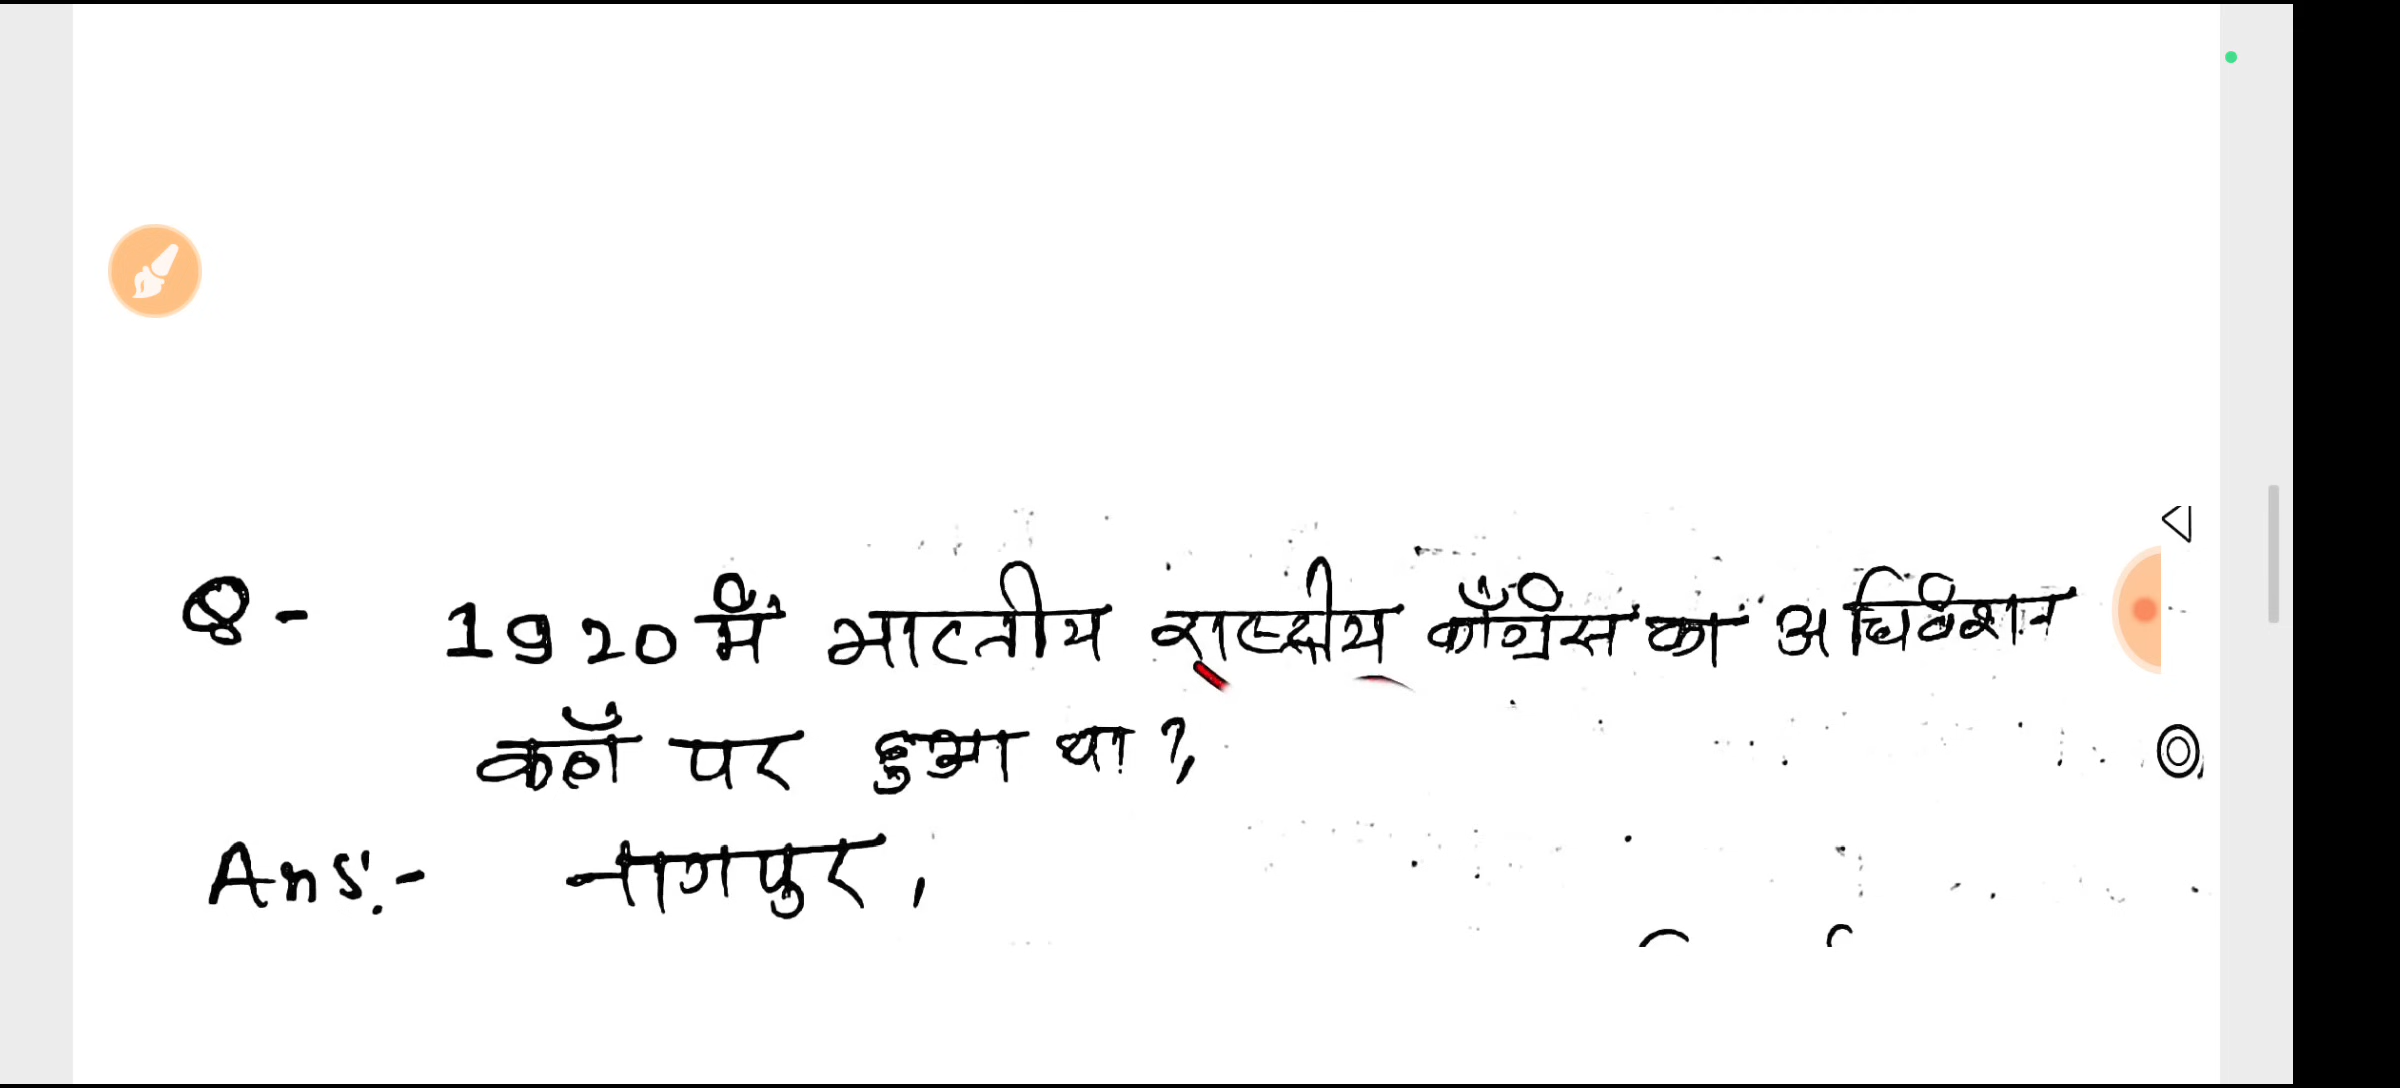 Q- 1920 में भारतीय राष्ट्रीय काँग्रेस का अधिवेशन
कहाँ पर हुआ था?
Ans:- नागपुर,